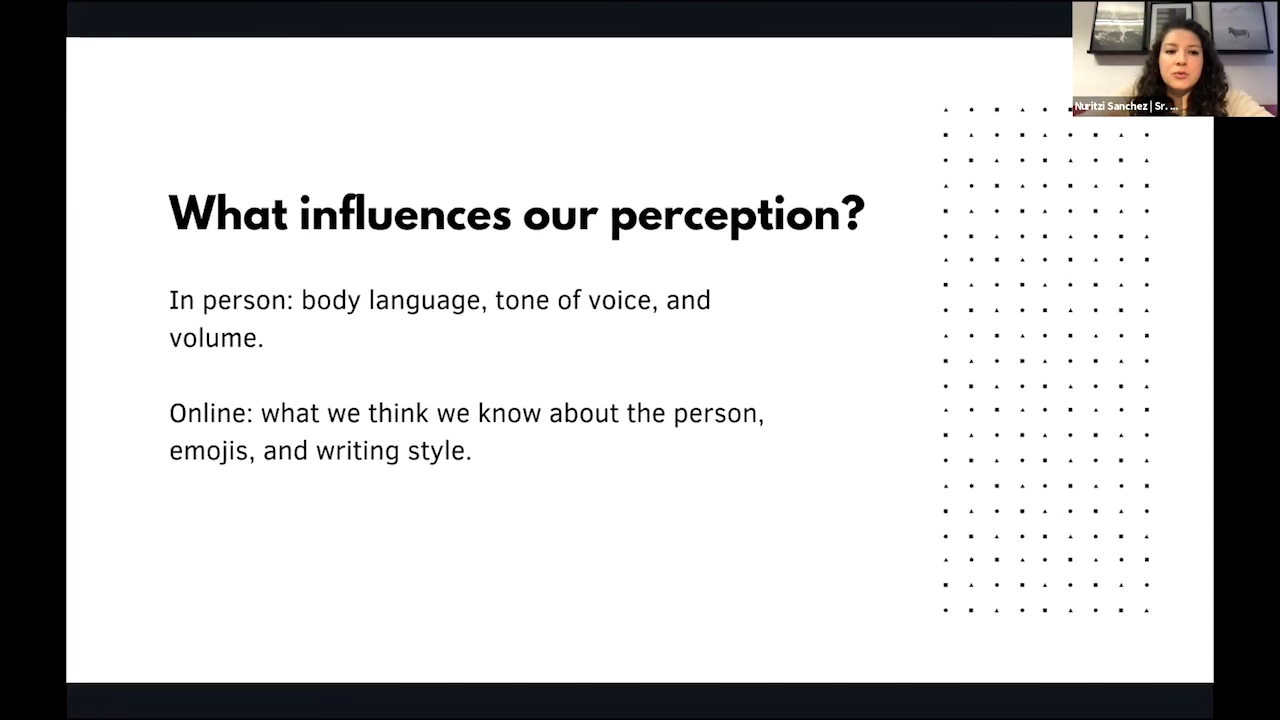 Nuritzi Sanchez | Sr. ...
What influences our perception?
In person: body language, tone of voice, and
volume.
Online: what we think we know about the person,
emojis, and writing style.